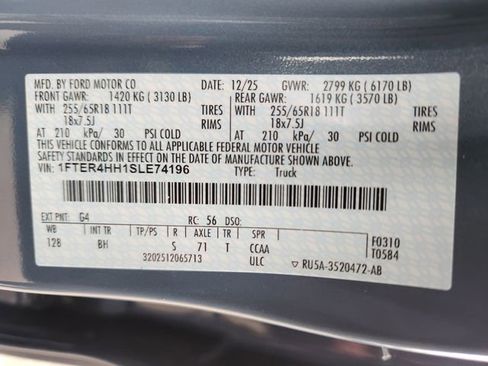 MFD. BY FORD MOTOR CO DATE: 12/25 GVWR: 2799 KG ( 6170 LB)
FRONT GAWR: 1420 KG ( 3130 LB) REAR GAWR: 1619 KG ( 3570 LB)
WITH 255/65R18 111T TIRES WITH 255/65R18 111T TIRES
18x7.5J RIMS 18x7.5J RIMS
AT 210 kPa/ 30 PSI COLD AT 210 kPa/ 30 PSI COLD
THIS VEHICLE CONFORMS TO ALL APPLICABLE FEDERAL MOTOR VEHICLE
SAFETY STANDARDS IN EFFECT ON THE DATE OF MANUFACTURE SHOWN ABOVE.
VIN: 1FTER4HH1SLE74196 TYPE: Truck
EXT PNT: G4 RC: 56 DSO:
WB INT TR TP/PS R AXLE TR SPR F0310
128 BH S 71 T CCAA T0584
3202512065713 ULC ▽ RU5A-3520472-AB